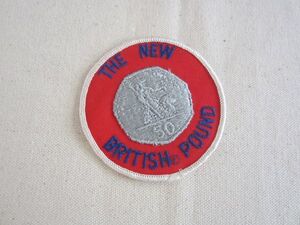 THE NEW
50
BRITISH POUND